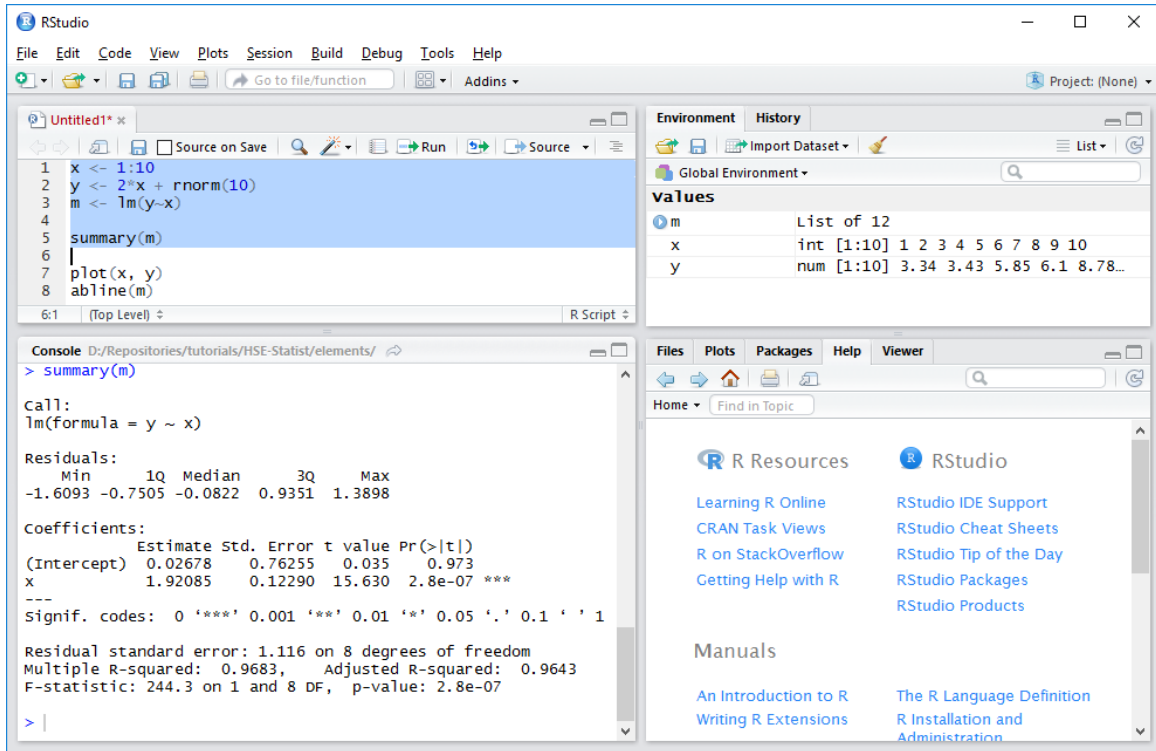 RStudio
File Edit Code View Plots Session Build Debug Tools Help
Go to file/function Addins Project: (None)
Untitled1*
Source on Save Run Source
1 x <- 1:10
2 y <- 2*x + rnorm(10)
3 m <- lm(y~x)
4
5 summary(m)
6
7 plot(x, y)
8 abline(m)
6:1 (Top Level) R Script
Console D:/Repositories/tutorials/HSE-Statist/elements/
> summary(m)
Call:
lm(formula = y ~ x)
Residuals:
Min 1Q Median 3Q Max
-1.6093 -0.7505 -0.0822 0.9351 1.3898
Coefficients:
Estimate Std. Error t value Pr(>|t|)
(Intercept) 0.02678 0.76255 0.035 0.973
x 1.92085 0.12290 15.630 2.8e-07 ***
---
Signif. codes: 0 ‘***’ 0.001 ‘**’ 0.01 ‘*’ 0.05 ‘.’ 0.1 ‘ ’ 1
Residual standard error: 1.116 on 8 degrees of freedom
Multiple R-squared: 0.9683, Adjusted R-squared: 0.9643
F-statistic: 244.3 on 1 and 8 DF, p-value: 2.8e-07
>
Environment History
Import Dataset List
Global Environment
Values
m List of 12
x int [1:10] 1 2 3 4 5 6 7 8 9 10
y num [1:10] 3.34 3.43 5.85 6.1 8.78…
Files Plots Packages Help Viewer
Home Find in Topic
R R Resources
Learning R Online
CRAN Task Views
R on StackOverflow
Getting Help with R
R RStudio
RStudio IDE Support
RStudio Cheat Sheets
RStudio Tip of the Day
RStudio Packages
RStudio Products
Manuals
An Introduction to R
Writing R Extensions
The R Language Definition
R Installation and
Administration